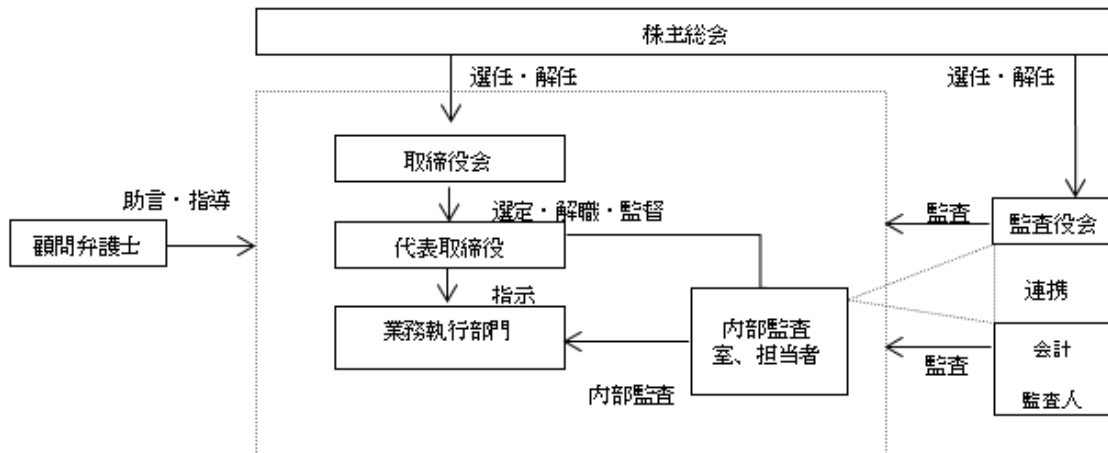 株主総会
選任・解任
選任・解任
取締役会
助言・指導
選定・解職・監督
監査
監査役会
顧問弁護士
代表取締役
指示
連携
業務執行部門
内部監査
室、担当者
会計
監査人
監査
内部監査